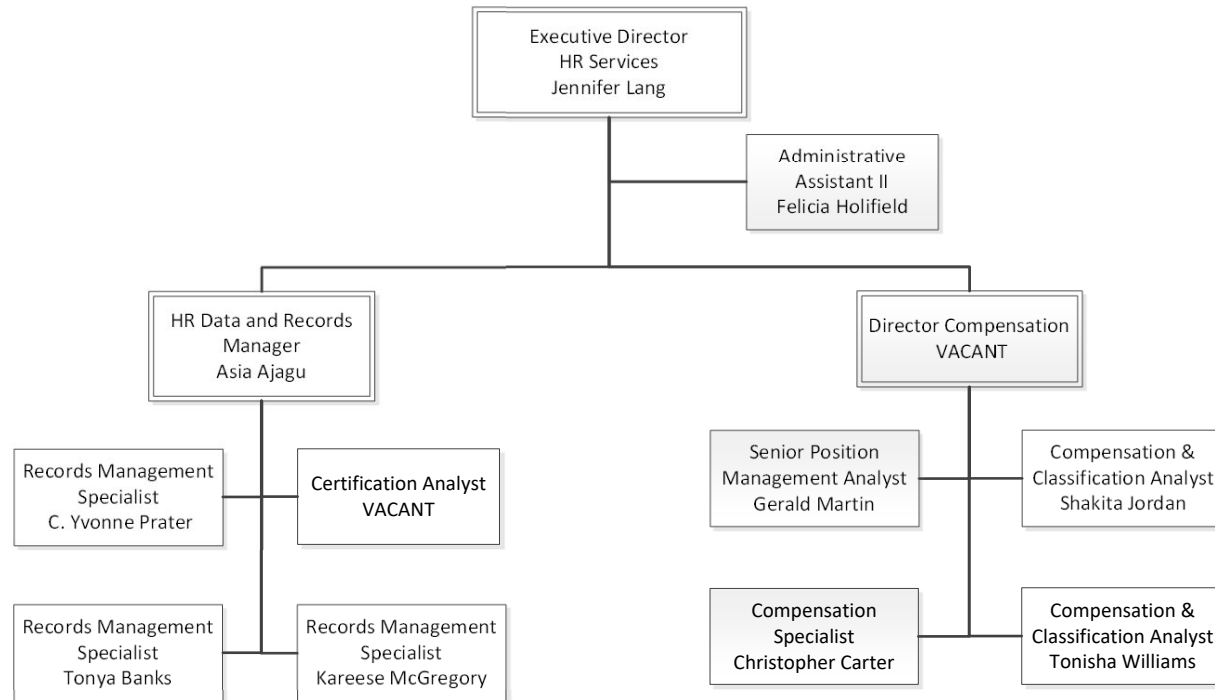 Executive Director
HR Services
Jennifer Lang
Administrative
Assistant II
Felicia Holifield
HR Data and Records
Manager
Asia Ajagu
Director Compensation
VACANT
Records Management
Specialist
C. Yvonne Prater
Certification Analyst
VACANT
Senior Position
Management Analyst
Gerald Martin
Compensation &
Classification Analyst
Shakita Jordan
Records Management
Specialist
Tonya Banks
Records Management
Specialist
Kareese McGregory
Compensation
Specialist
Christopher Carter
Compensation &
Classification Analyst
Tonisha Williams